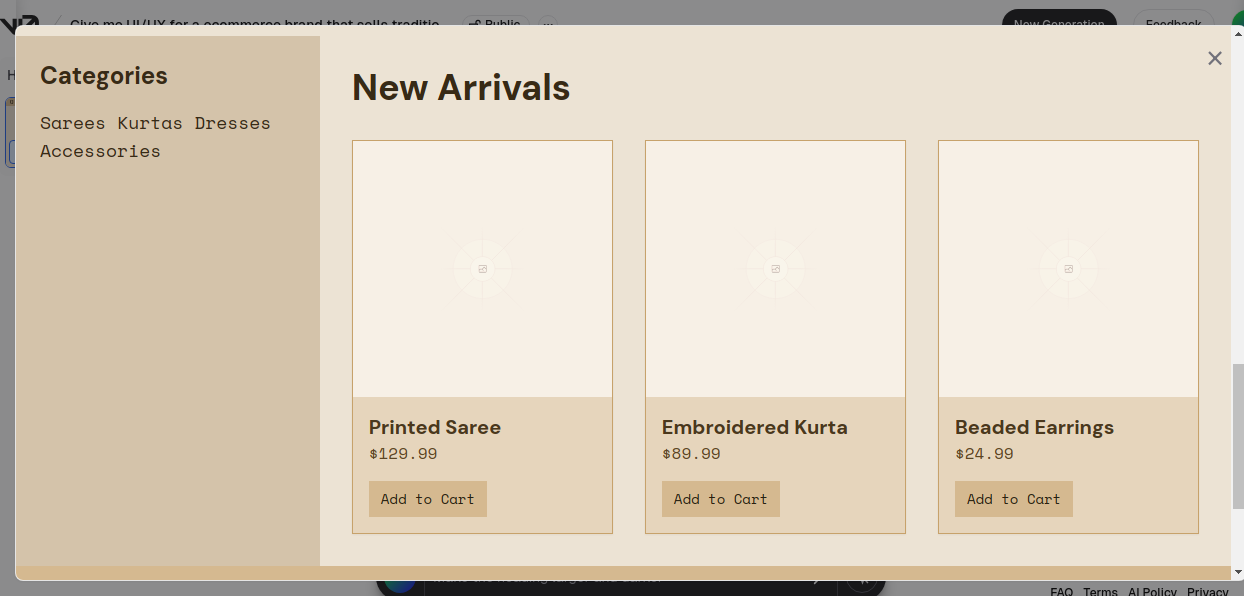 Give me UI/UX for a ecommerce brand that sells traditio
Public
New Generation
Feedback
Categories
Sarees Kurtas Dresses
Accessories
New Arrivals
Printed Saree
$129.99
Add to Cart
Embroidered Kurta
$89.99
Add to Cart
Beaded Earrings
$24.99
Add to Cart
FAQ Terms AI Policy Privacy